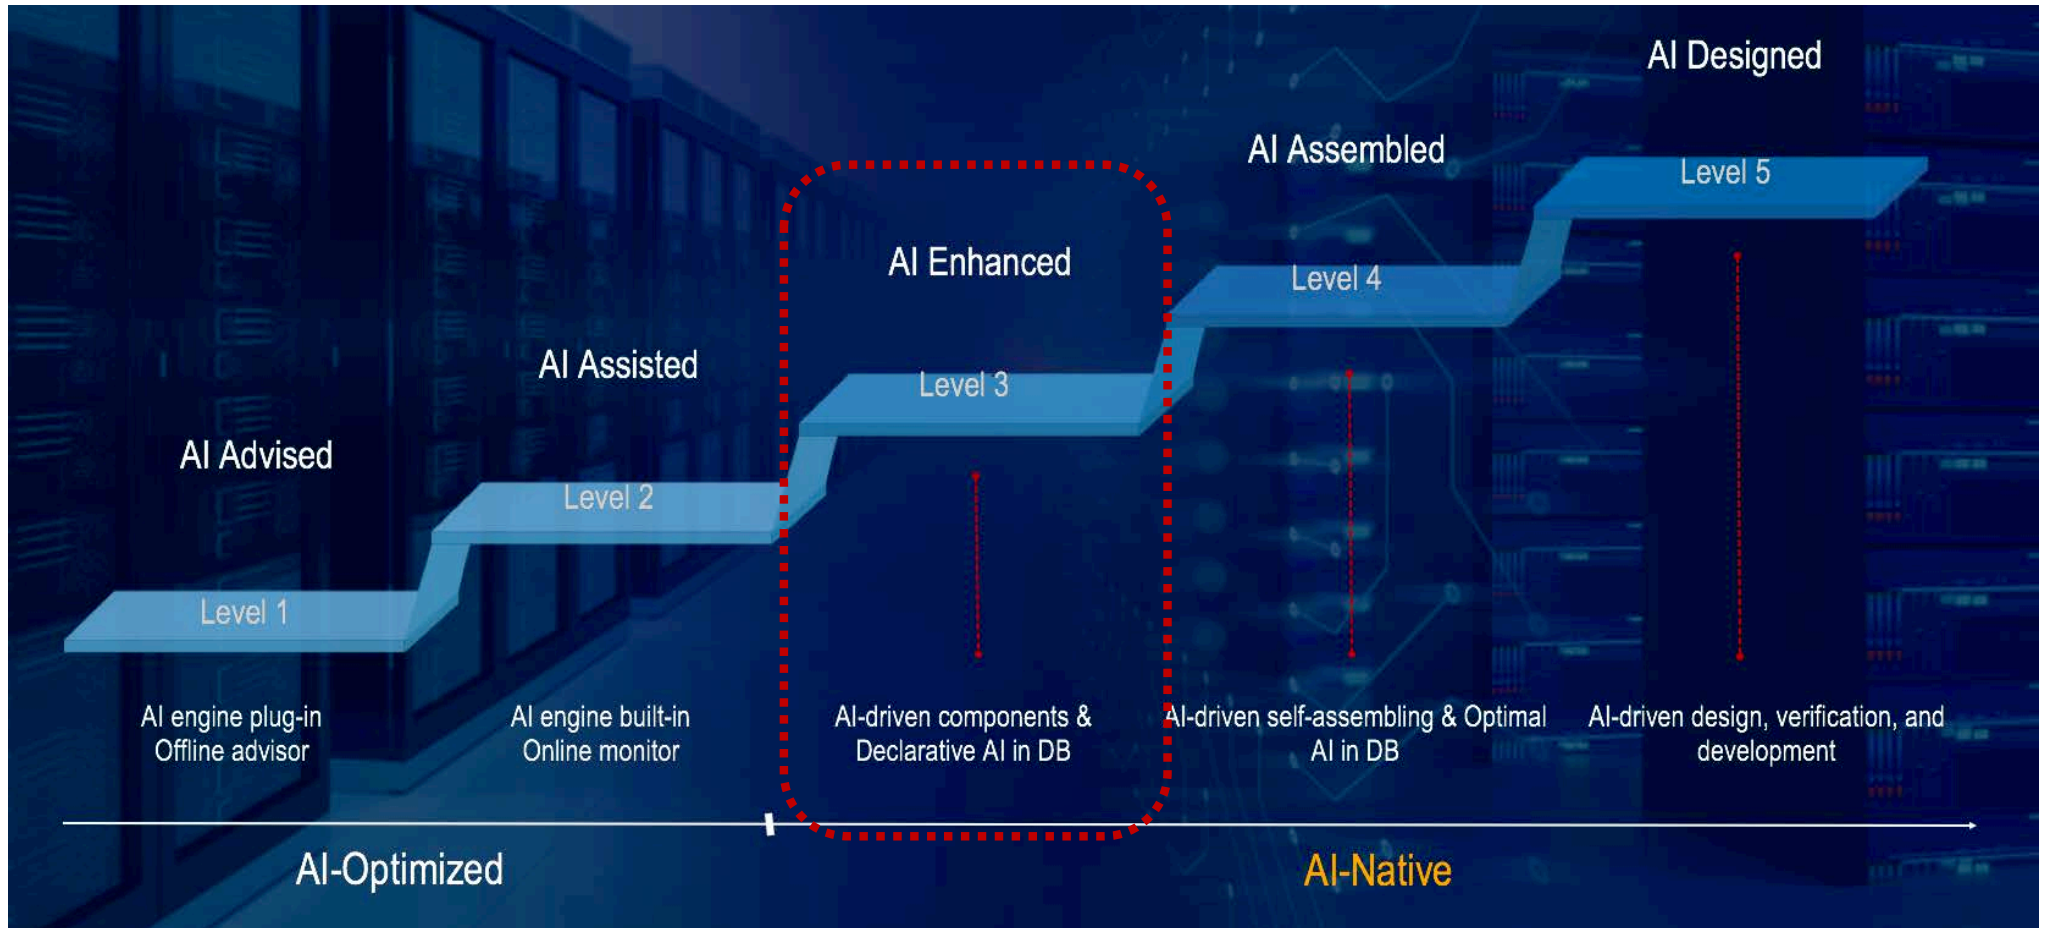 AI Designed
Level 5
AI Assembled
Level 4
AI Enhanced
Level 3
AI Assisted
Level 2
AI Advised
Level 1
AI engine plug-in
Offline advisor
AI engine built-in
Online monitor
AI-driven components &
Declarative AI in DB
AI-driven self-assembling & Optimal
AI in DB
AI-driven design, verification, and
development
AI-Optimized
AI-Native